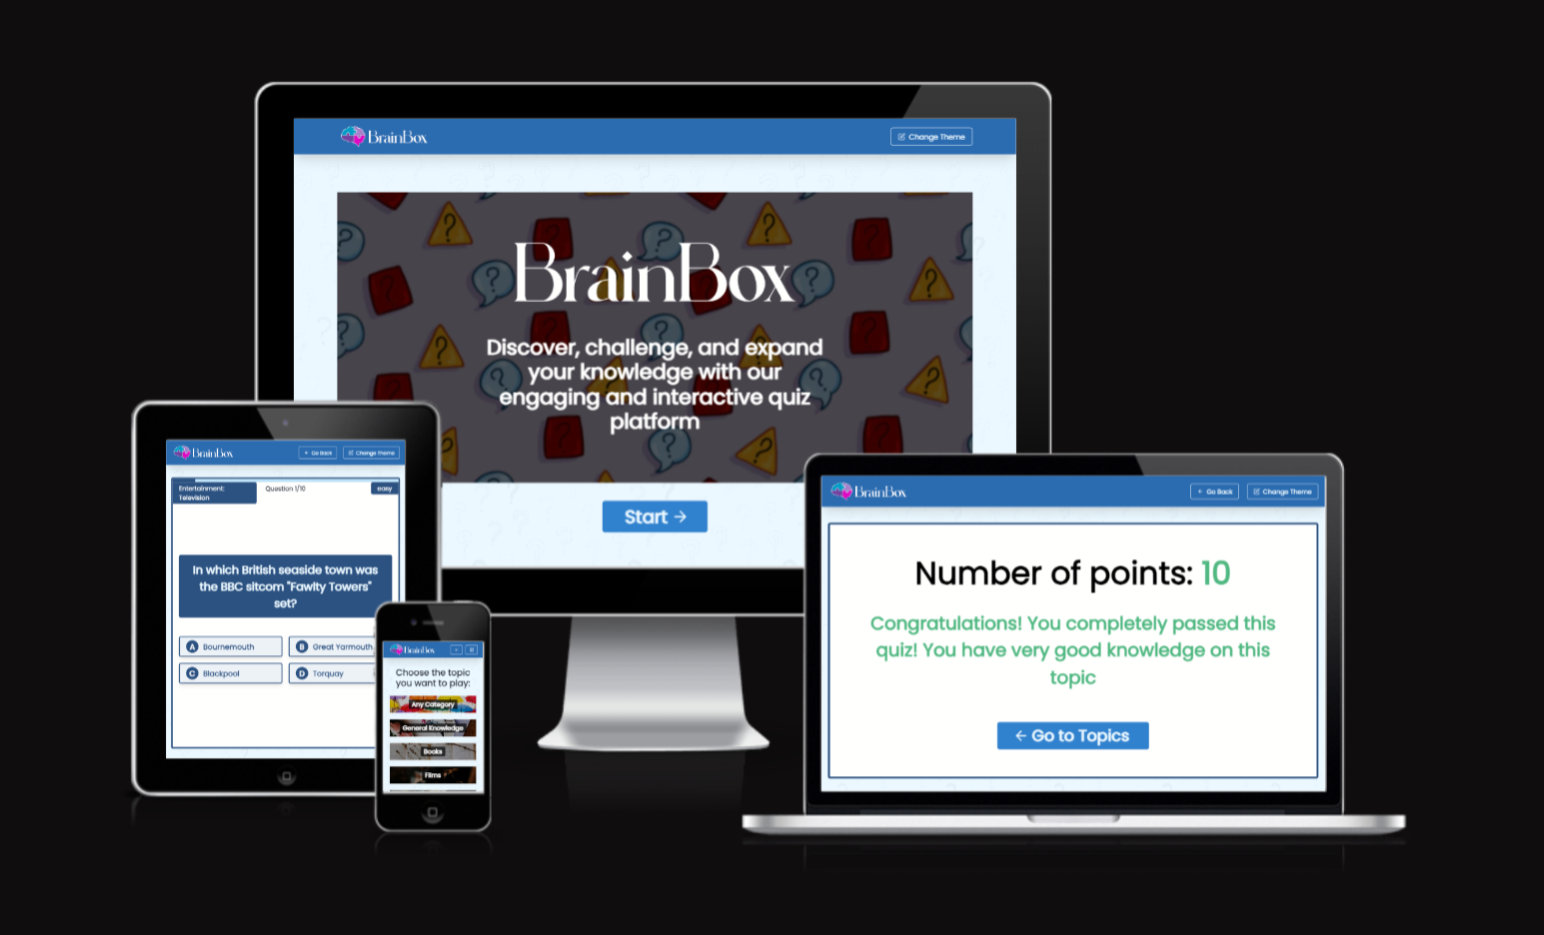 BrainBox
Change Theme
BrainBox
Discover, challenge, and expand
your knowledge with our
engaging and interactive quiz
platform
Start →
BrainBox
← Go Back
Change Theme
Entertainment:
Television
Question 1/10
easy
In which British seaside town was
the BBC sitcom "Fawlty Towers"
set?
A Bournemouth
B Great Yarmouth
C Blackpool
D Torquay
BrainBox
Choose the topic
you want to play:
Any Category
General Knowledge
Books
Films
BrainBox
← Go Back
Change Theme
Number of points: 10
Congratulations! You completely passed this
quiz! You have very good knowledge on this
topic
← Go to Topics